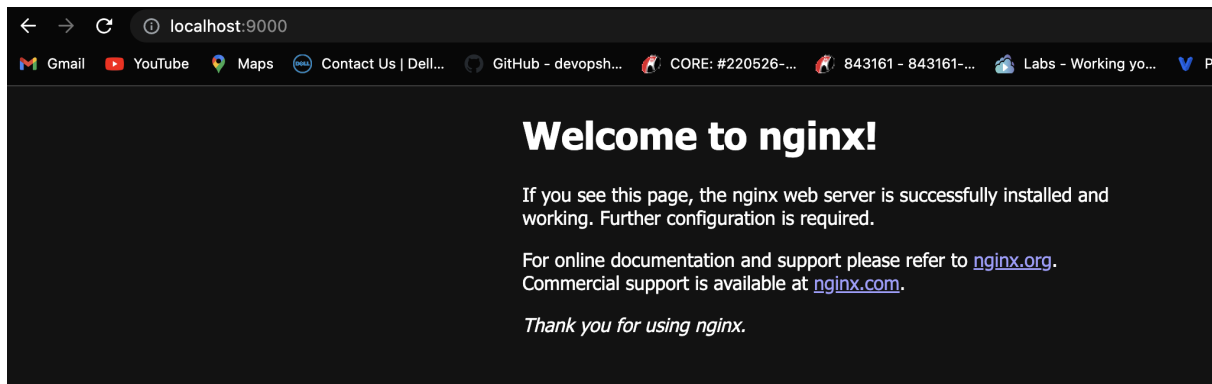 localhost:9000
Gmail YouTube Maps DELL Contact Us | Dell... GitHub - devopsh... CORE: #220526-... 843161 - 843161-... Labs - Working yo... P
Welcome to nginx!
If you see this page, the nginx web server is successfully installed and
working. Further configuration is required.
For online documentation and support please refer to nginx.org.
Commercial support is available at nginx.com.
Thank you for using nginx.